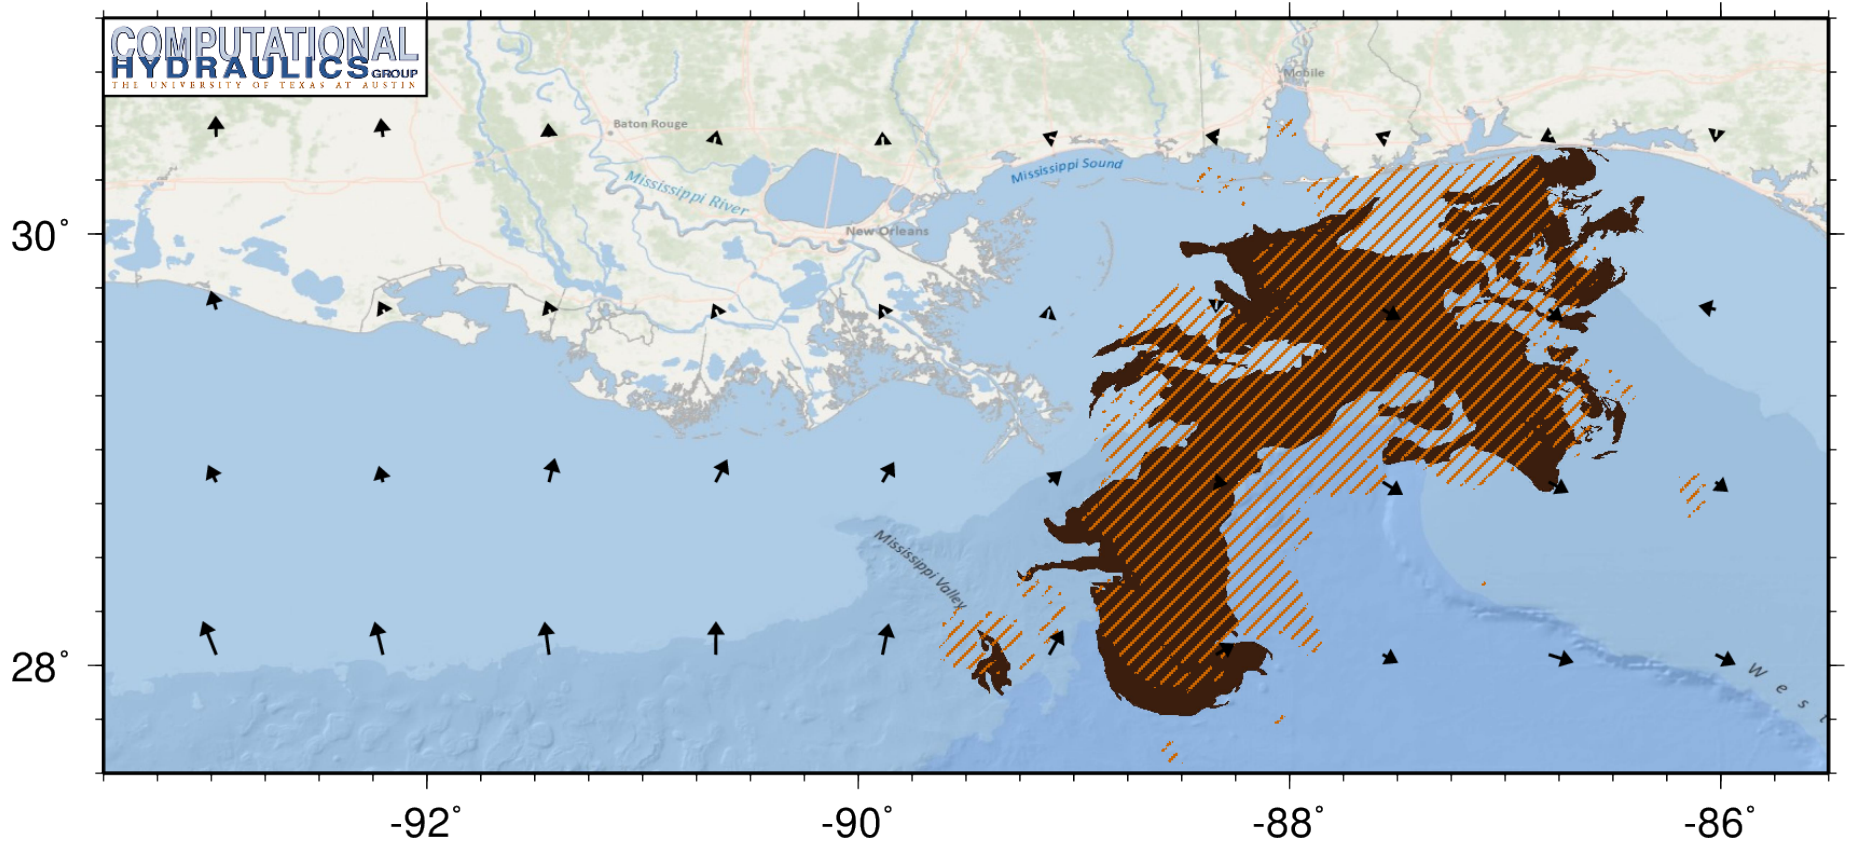 COMPUTATIONAL
HYDRAULICS GROUP
THE UNIVERSITY OF TEXAS AT AUSTIN
Mobile
Baton Rouge
Mississippi Sound
Mississippi River
New Orleans
30°
Mississippi Valley
28°
Wes
-92°
-90°
-88°
-86°